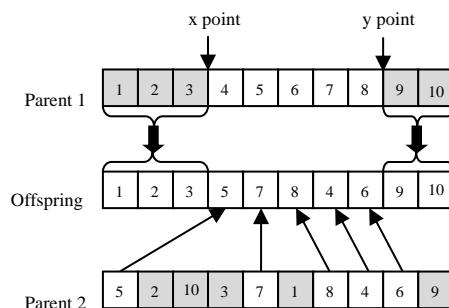 x point y point
Parent 1 1 2 3 4 5 6 7 8 9 10
Offspring 1 2 3 5 7 8 4 6 9 10
Parent 2 5 2 10 3 7 1 8 4 6 9